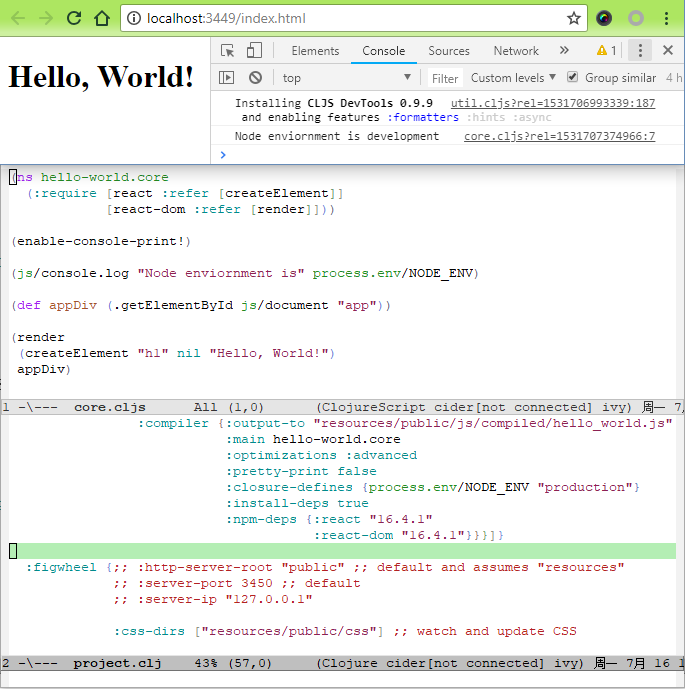 localhost:3449/index.html
Hello, World!
Elements Console Sources Network » 1
top Filter Custom levels Group similar 4 h
Installing CLJS DevTools 0.9.9 util.cljs?rel=1531706993339:187
and enabling features :formatters :hints :async
Node enviornment is development core.cljs?rel=1531707374966:7
(ns hello-world.core
(:require [react :refer [createElement]]
[react-dom :refer [render]]))
(enable-console-print!)
(js/console.log "Node enviornment is" process.env/NODE_ENV)
(def appDiv (.getElementById js/document "app"))
(render
(createElement "h1" nil "Hello, World!")
appDiv)
1 -\--- core.cljs All (1,0) (ClojureScript cider[not connected] ivy) 周一 7
:compiler {:output-to "resources/public/js/compiled/hello_world.js"
:main hello-world.core
:optimizations :advanced
:pretty-print false
:closure-defines {process.env/NODE_ENV "production"}
:install-deps true
:npm-deps {:react "16.4.1"
:react-dom "16.4.1"}}}]}
:figwheel {;; :http-server-root "public" ;; default and assumes "resources"
;; :server-port 3450 ;; default
;; :server-ip "127.0.0.1"
:css-dirs ["resources/public/css"] ;; watch and update CSS
2 -\--- project.clj 43% (57,0) (Clojure cider[not connected] ivy) 周一 7月 16 1